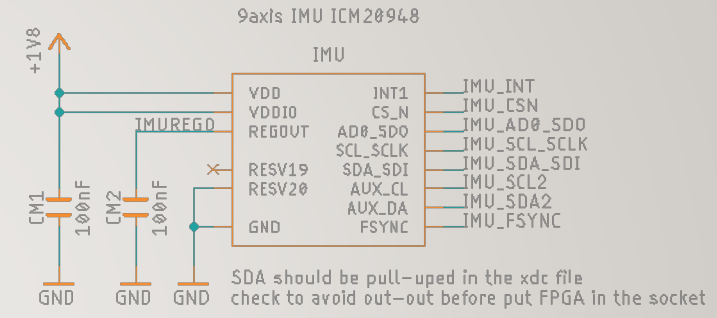 9axis IMU ICM20948
IMU
+1V8
VDD
VDDIO
REGOUT
RESV19
RESV20
GND
INT1
CS_N
AD0_SDO
SCL_SCLK
SDA_SDI
AUX_CL
AUX_DA
FSYNC
IMU_INT
IMU_CSN
IMU_AD0_SDO
IMU_SCL_SCLK
IMU_SDA_SDI
IMU_SCL2
IMU_SDA2
IMU_FSYNC
IMUREGO
CM1
100nF
CM2
100nF
GND
GND
GND
SDA should be pull-uped in the xdc file
check to avoid out-out before put FPGA in the socket